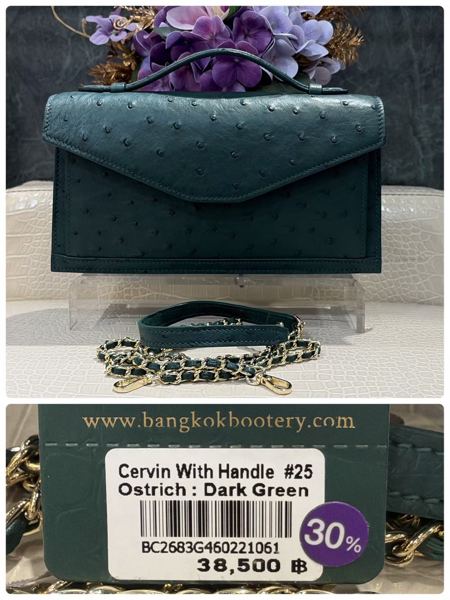 www.bangkokbootery.com
Cervin With Handle #25
Ostrich : Dark Green
BC2683G460221061
38,500 ฿
30%